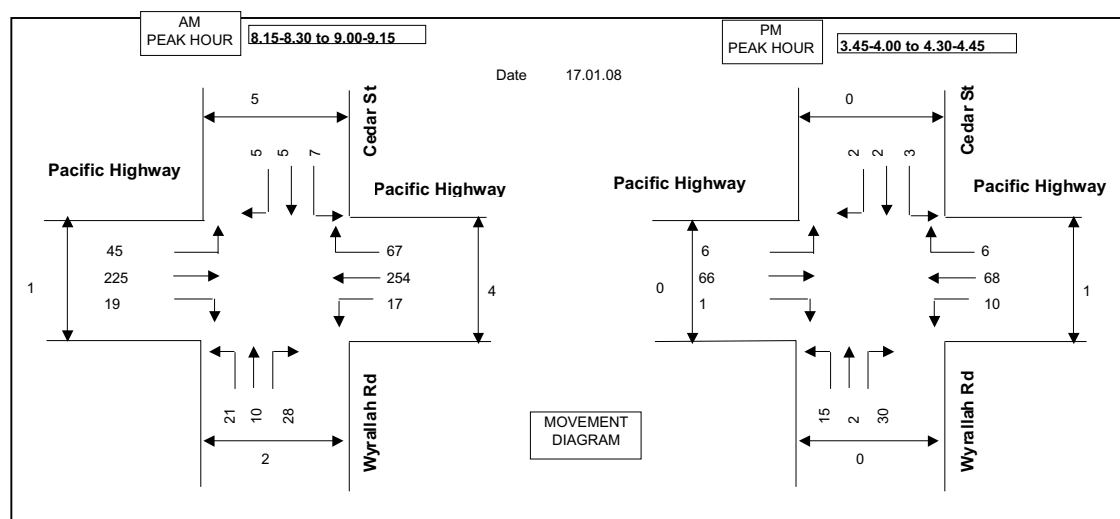 AM
PEAK HOUR
8.15-8.30 to 9.00-9.15
PM
PEAK HOUR
3.45-4.00 to 4.30-4.45
Date 17.01.08
5
Cedar St
5 5 7
Pacific Highway
Pacific Highway
45
225
19
1
67
254
17
4
21 10 28
2
Wyrallah Rd
MOVEMENT
DIAGRAM
0
Cedar St
2 2 3
Pacific Highway
Pacific Highway
6
66
1
0
6
68
10
1
15 2 30
0
Wyrallah Rd